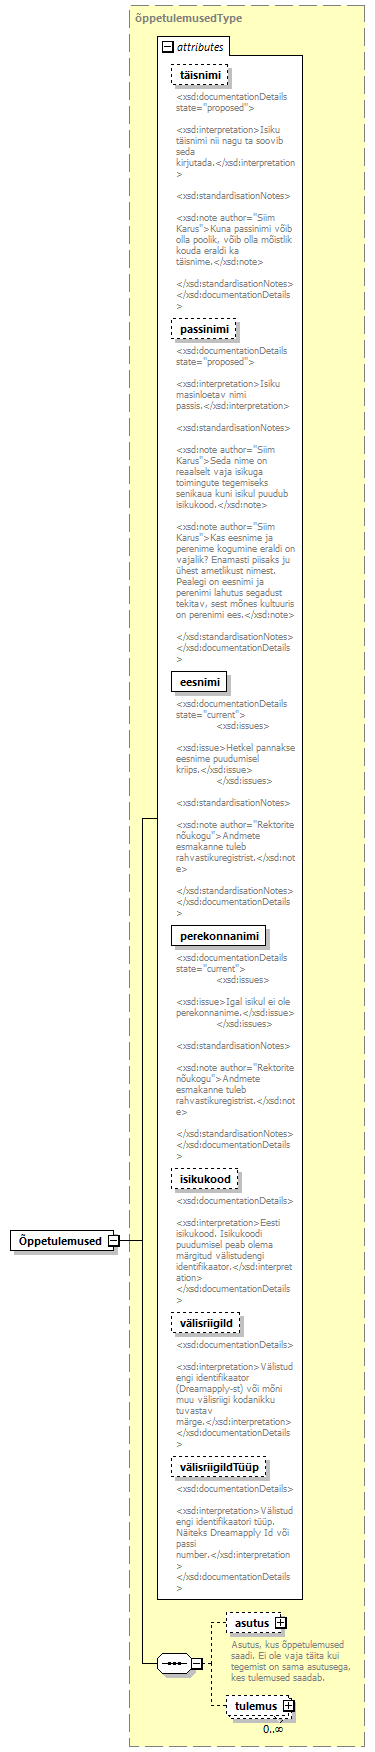 õppetulemusedType
attributes
täisnimi
<xsd:documentationDetails
state="proposed">
<xsd:interpretation>Isiku
täisnimi nii nagu ta soovib
seda
kirjutada.</xsd:interpretation
>
<xsd:standardisationNotes>
<xsd:note author="Siim
Karus">Kuna passinimi võib
olla poolik, võib olla mõistlik
kouda eraldi ka
täisnime.</xsd:note>
</xsd:standardisationNotes>
</xsd:documentationDetails
>
passinimi
<xsd:documentationDetails
state="proposed">
<xsd:interpretation>Isiku
masinloetav nimi
passis.</xsd:interpretation>
<xsd:standardisationNotes>
<xsd:note author="Siim
Karus">Seda nime on
reaalselt vaja isikuga
toimingute tegemiseks
senikaua kuni isikul puudub
isikukood.</xsd:note>
<xsd:note author="Siim
Karus">Kas eesnime ja
perenime kogumine eraldi on
vajalik? Enamasti piisaks ju
ühest ametlikust nimest.
Pealegi on eesnimi ja
perenimi lahutus segadust
tekitav, sest mõnes kultuuris
on perenimi ees.</xsd:note>
</xsd:standardisationNotes>
</xsd:documentationDetails
>
eesnimi
<xsd:documentationDetails
state="current">
<xsd:issues>
<xsd:issue>Hetkel pannakse
eesnime puudumisel
kriips.</xsd:issue>
</xsd:issues>
<xsd:standardisationNotes>
<xsd:note author="Rektorite
nõukogu">Andmete
esmakanne tuleb
rahvastikuregistrist.</xsd:not
e>
</xsd:standardisationNotes>
</xsd:documentationDetails
>
perekonnanimi
<xsd:documentationDetails
state="current">
<xsd:issues>
<xsd:issue>Igal isikul ei ole
perekonnanime.</xsd:issue>
</xsd:issues>
<xsd:standardisationNotes>
<xsd:note author="Rektorite
nõukogu">Andmete
esmakanne tuleb
rahvastikuregistrist.</xsd:not
e>
</xsd:standardisationNotes>
</xsd:documentationDetails
>
isikukood
<xsd:documentationDetails>
<xsd:interpretation>Eesti
isikukood. Isikukoodi
puudumisel peab olema
märgitud välistudengi
identifikaator.</xsd:interpret
ation>
</xsd:documentationDetails
>
Õppetulemused
välisriigiId
<xsd:documentationDetails>
<xsd:interpretation>Välistud
engi identifikaator
(Dreamapply-st) või mõni
muu välisriigi kodanikku
tuvastav
märge.</xsd:interpretation>
</xsd:documentationDetails
>
välisriigiIdTüüp
<xsd:documentationDetails>
<xsd:interpretation>Välistud
engi identifikaatori tüüp.
Näiteks Dreamapply Id või
passi
number.</xsd:interpretation
>
</xsd:documentationDetails
>
asutus
Asutus, kus õppetulemused
saadi. Ei ole vaja täita kui
tegemist on sama asutusega,
kes tulemused saadab.
tulemus
0..∞